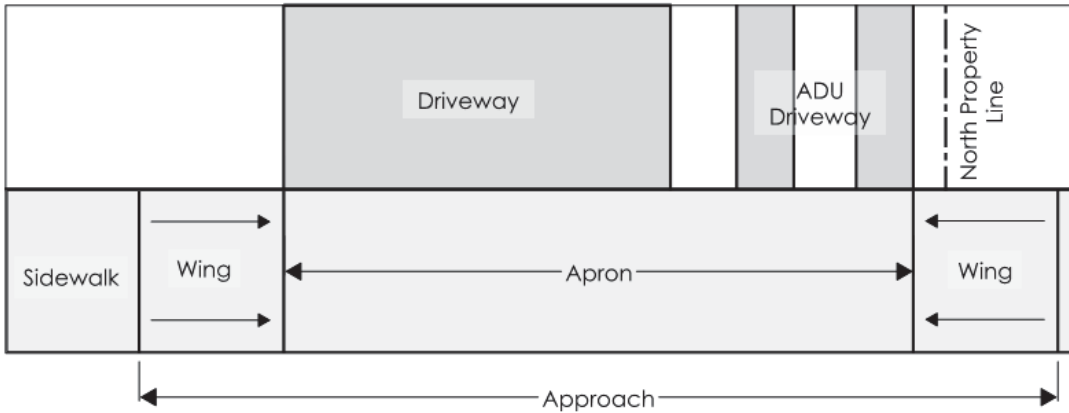 Driveway
ADU
Driveway
North Property
Line
Sidewalk
Wing
Apron
Wing
Approach